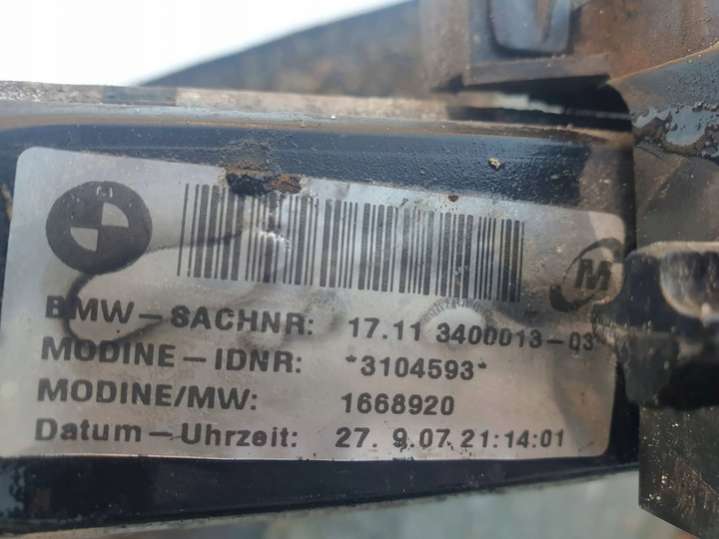 BMW-SACHNR: 17.11 3400013-03
MODINE-IDNR: *3104593*
MODINE/MW: 1668920
Datum-Uhrzeit: 27. 9.07 21:14:01
M